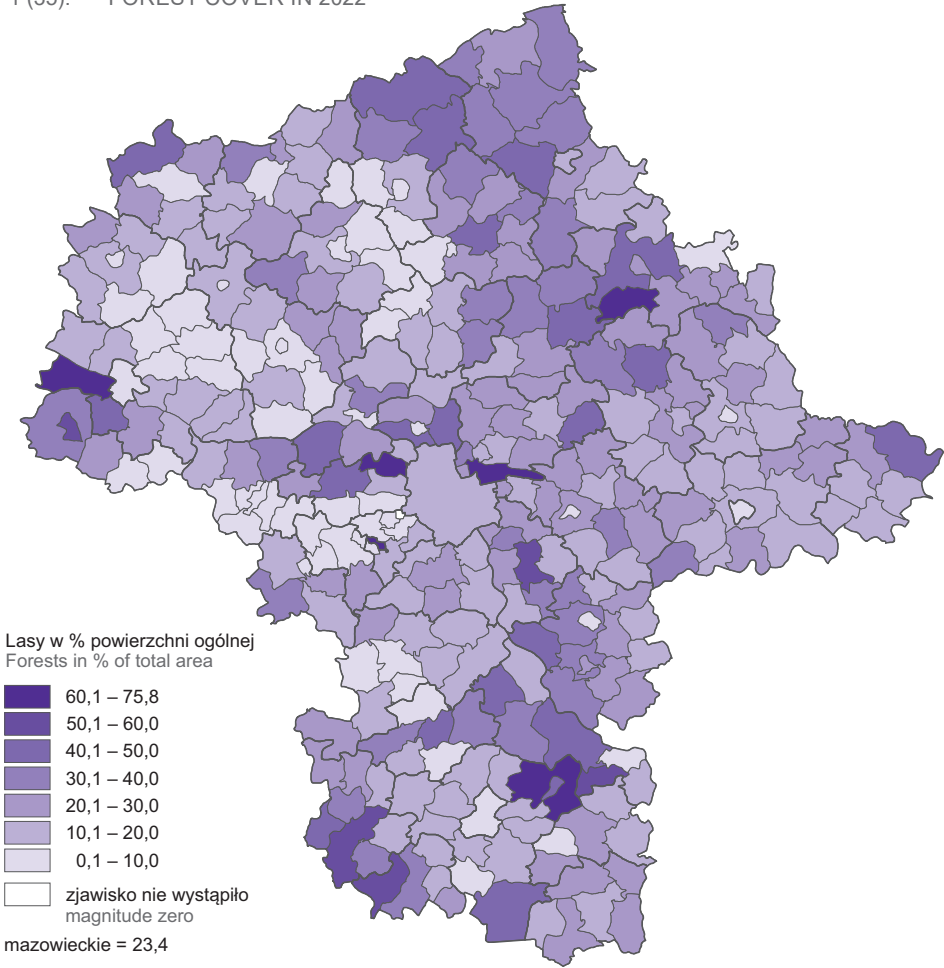 1 (39). FOREST COVER IN 2022
Lasy w % powierzchni ogólnej
Forests in % of total area
60,1 – 75,8
50,1 – 60,0
40,1 – 50,0
30,1 – 40,0
20,1 – 30,0
10,1 – 20,0
0,1 – 10,0
zjawisko nie wystąpiło
magnitude zero
mazowieckie = 23,4